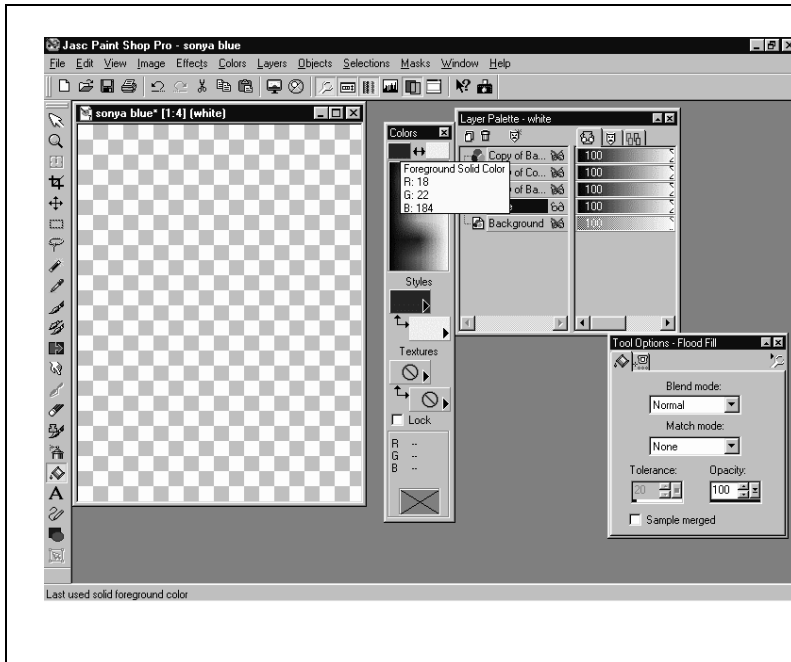 Jasc Paint Shop Pro - sonya blue
File Edit View Image Effects Colors Layers Objects Selections Masks Window Help
sonya blue* [1:4] (white)
Colors
Foreground Solid Color
R: 18
G: 22
B: 184
Styles
Textures
Lock
R --
G --
B --
Layer Palette - white
Copy of Ba... 100
of Co... 100
of Ba... 100
100
Background 100
Tool Options - Flood Fill
Blend mode:
Normal
Match mode:
None
Tolerance: Opacity:
20 100
Sample merged
A
Last used solid foreground color